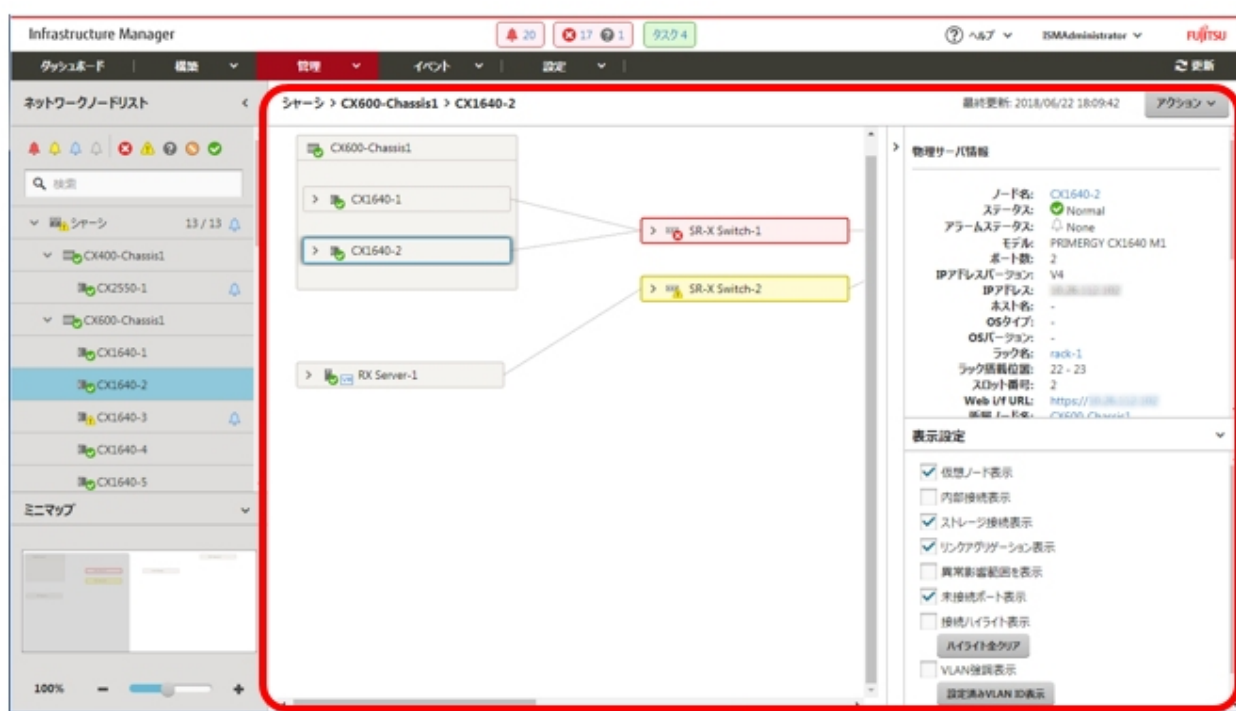 Infrastructure Manager
20
17
1
タスク 4
ヘルプ
ISMAdministrator
FUJITSU
ダッシュボード
構築
管理
イベント
設定
更新
ネットワークノードリスト
検索
シャーシ 13 / 13
CX400-Chassis1
CX2550-1
CX600-Chassis1
CX1640-1
CX1640-2
CX1640-3
CX1640-4
CX1640-5
ミニマップ
100%
シャーシ > CX600-Chassis1 > CX1640-2
最終更新: 2018/06/22 18:09:42
アクション
CX600-Chassis1
CX1640-1
CX1640-2
RX Server-1
SR-X Switch-1
SR-X Switch-2
物理サーバ情報
ノード名: CX1640-2
ステータス: Normal
アラームステータス: None
モデル: PRIMERGY CX1640 M1
ポート数: 2
IPアドレスバージョン: V4
IPアドレス:
ホスト名: -
OSタイプ: -
OSバージョン: -
ラック名: rack-1
ラック搭載位置: 22 - 23
スロット番号: 2
Web i/f URL: https://
所属ノード名: CX600-Chassis1
表示設定
仮想ノード表示
内部接続表示
ストレージ接続表示
リンクアグリゲーション表示
異常影響範囲を表示
未接続ポート表示
接続ハイライト表示
ハイライト全クリア
VLAN強調表示
設定済みVLAN ID表示